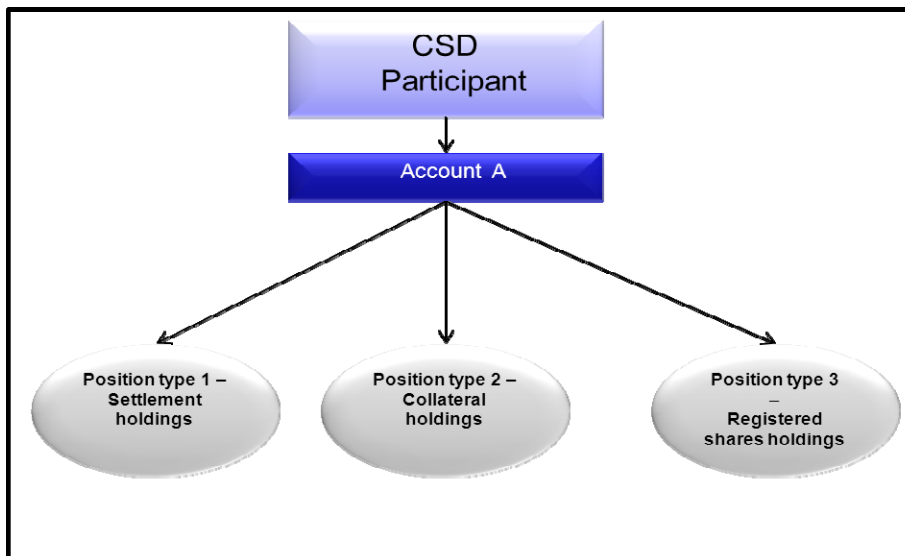 CSD
Participant
Account A
Position type 1 –
Settlement
holdings
Position type 2 –
Collateral
holdings
Position type 3
–
Registered
shares holdings